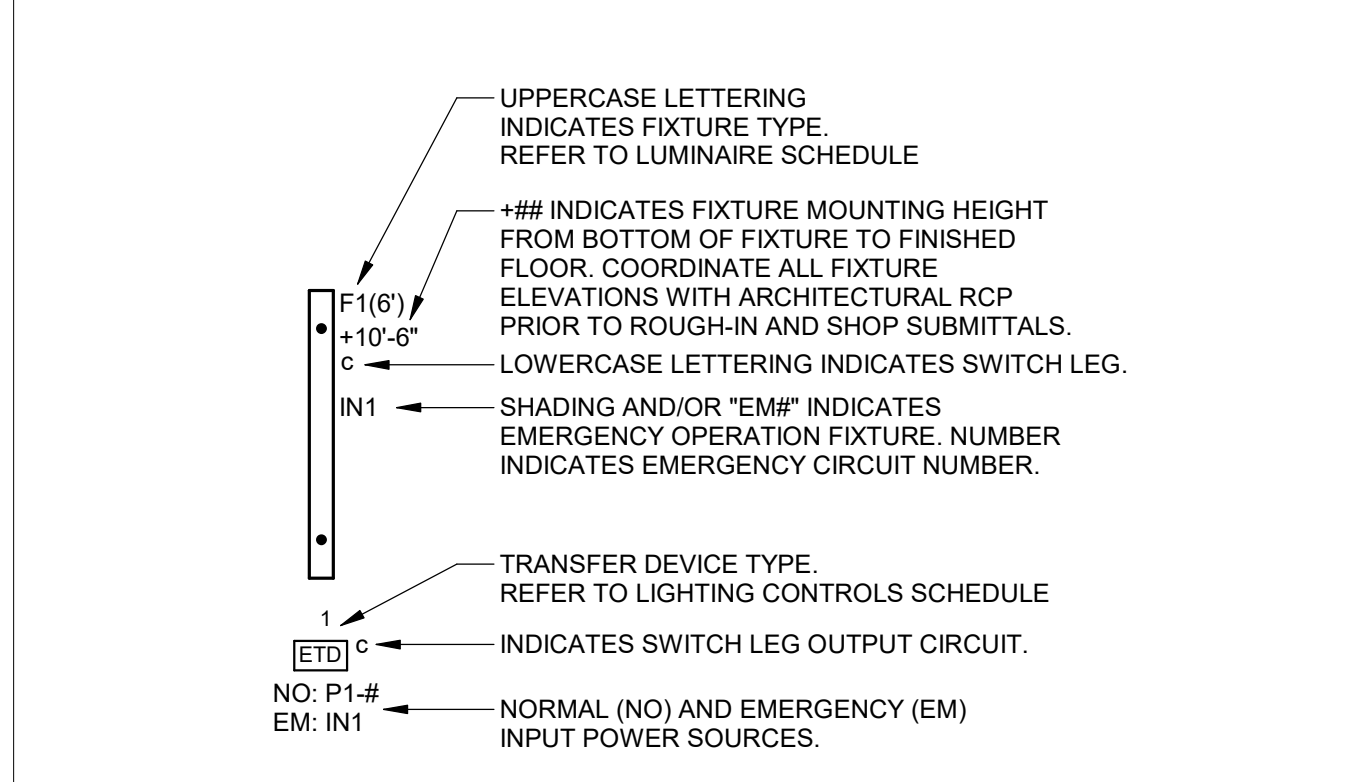 UPPERCASE LETTERING
INDICATES FIXTURE TYPE.
REFER TO LUMINAIRE SCHEDULE
+## INDICATES FIXTURE MOUNTING HEIGHT
FROM BOTTOM OF FIXTURE TO FINISHED
FLOOR. COORDINATE ALL FIXTURE
ELEVATIONS WITH ARCHITECTURAL RCP
PRIOR TO ROUGH-IN AND SHOP SUBMITTALS.
F1(6')
+10'-6"
c
LOWERCASE LETTERING INDICATES SWITCH LEG.
IN1
SHADING AND/OR "EM#" INDICATES
EMERGENCY OPERATION FIXTURE. NUMBER
INDICATES EMERGENCY CIRCUIT NUMBER.
TRANSFER DEVICE TYPE.
REFER TO LIGHTING CONTROLS SCHEDULE
1
ETD
c
INDICATES SWITCH LEG OUTPUT CIRCUIT.
NO: P1-#
EM: IN1
NORMAL (NO) AND EMERGENCY (EM)
INPUT POWER SOURCES.